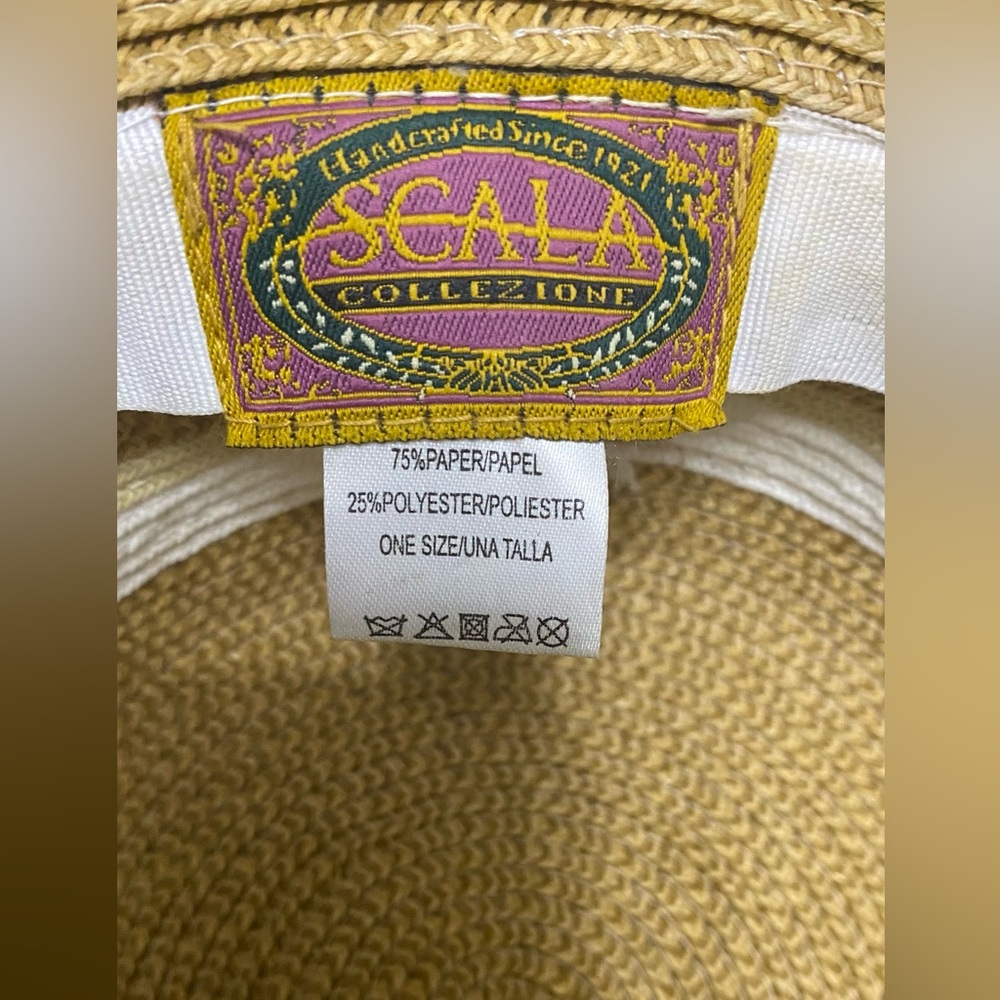 Handcrafted Since 1921
SCALA
COLLEZIONE
75%PAPER/PAPEL
25%POLYESTER/POLIESTER
ONE SIZE/UNA TALLA